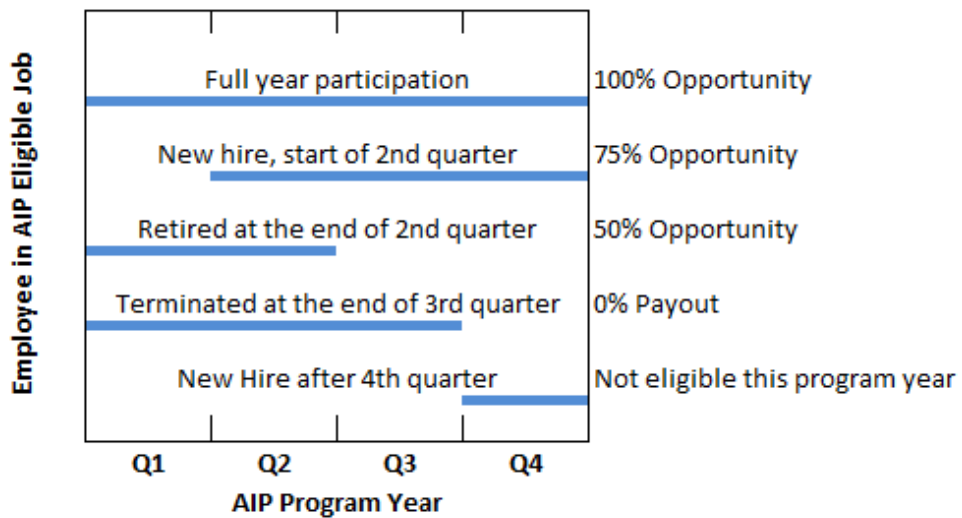 Employee in AIP Eligible Job
Full year participation 100% Opportunity
New hire, start of 2nd quarter 75% Opportunity
Retired at the end of 2nd quarter 50% Opportunity
Terminated at the end of 3rd quarter 0% Payout
New Hire after 4th quarter Not eligible this program year
Q1 Q2 Q3 Q4
AIP Program Year